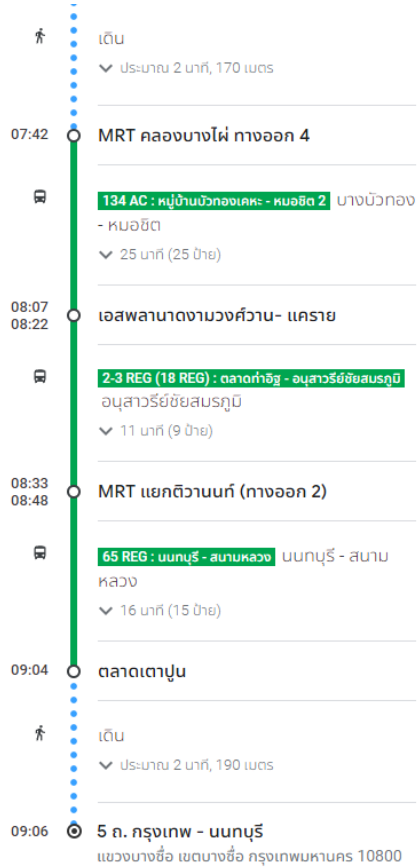 เดิน
ประมาณ 2 นาที, 170 เมตร
07:42 MRT คลองบางไผ่ ทางออก 4
134 AC : หมู่บ้านบัวทองเคหะ - หมอชิต 2 บางบัวทอง
- หมอชิต
25 นาที (25 ป้าย)
08:07
08:22
เอสพลานาดงามวงศ์วาน- แคราย
2-3 REG (18 REG) : ตลาดท่าอิฐ - อนุสาวรีย์ชัยสมรภูมิ
อนุสาวรีย์ชัยสมรภูมิ
11 นาที (9 ป้าย)
08:33
08:48
MRT แยกติวานนท์ (ทางออก 2)
65 REG : นนทบุรี - สนามหลวง นนทบุรี - สนาม
หลวง
16 นาที (15 ป้าย)
09:04 ตลาดเตาปูน
เดิน
ประมาณ 2 นาที, 190 เมตร
09:06 5 ถ. กรุงเทพ - นนทบุรี
แขวงบางซื่อ เขตบางซื่อ กรุงเทพมหานคร 10800